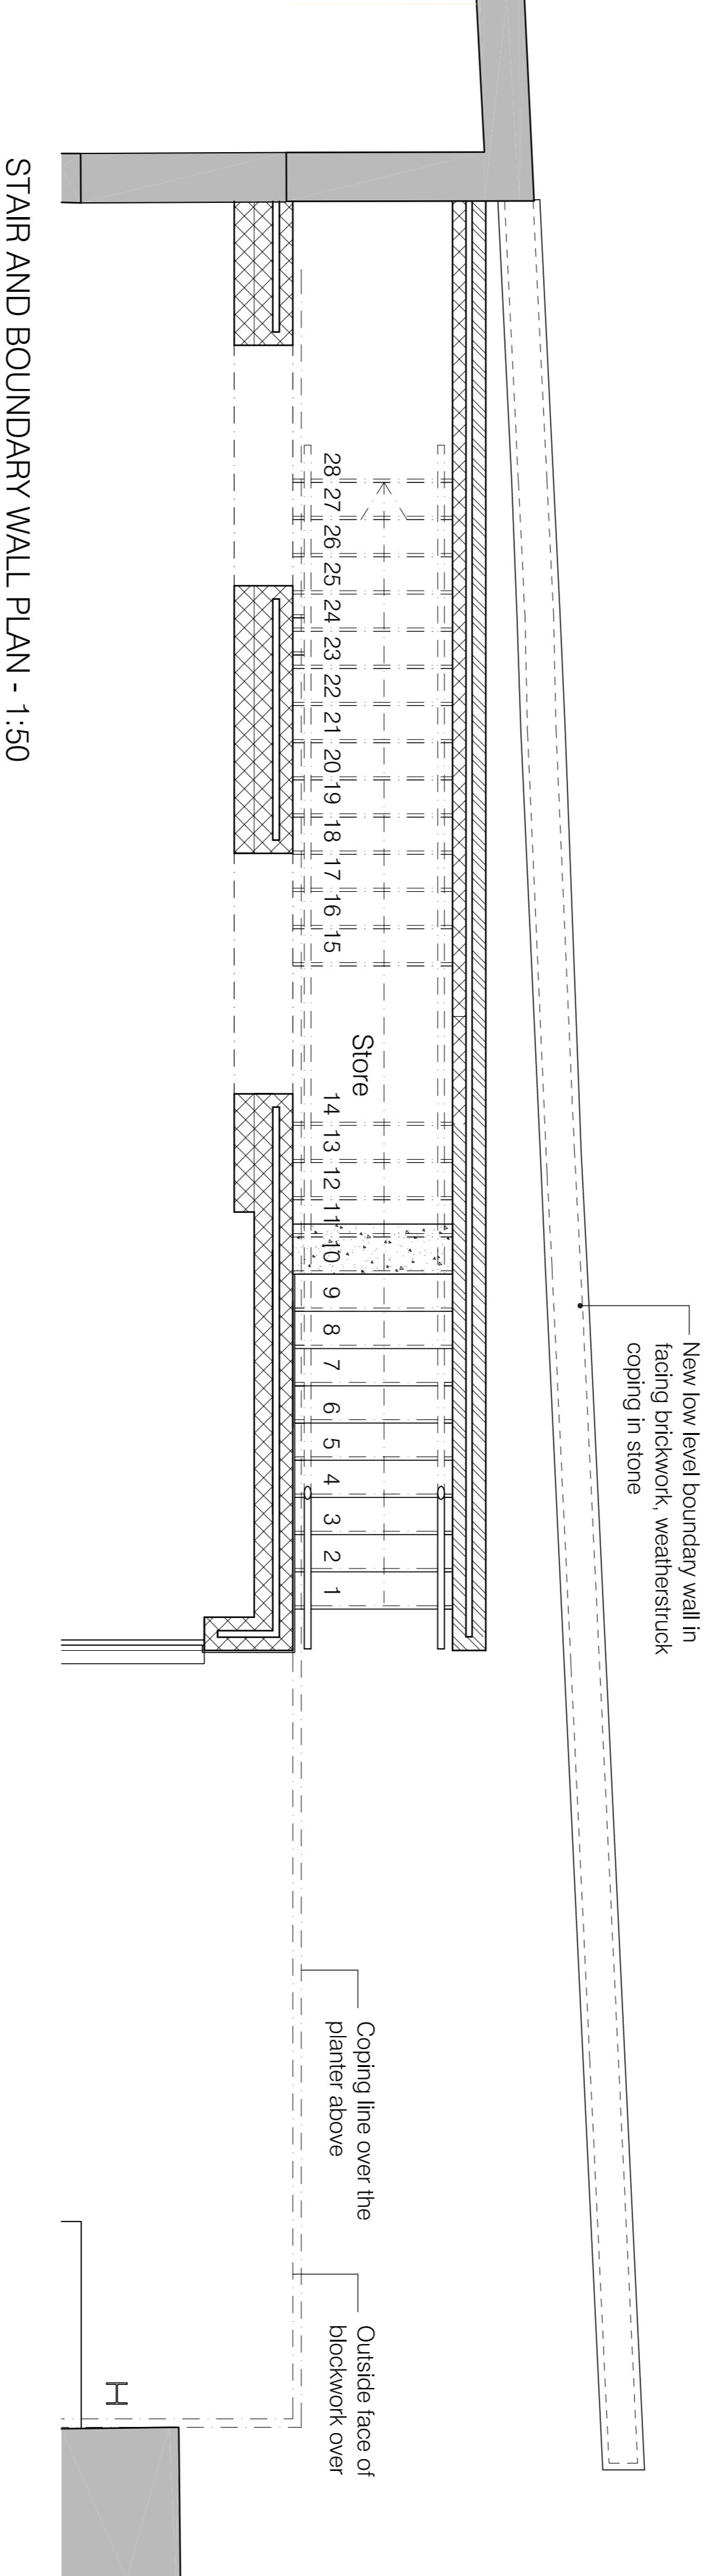 New low level boundary wall in
facing brickwork, weatherstruck
coping in stone
28 27 26 25 24 23 22 21 20 19 18 17 16 15
Store
14 13 12 11 10 9 8 7 6 5 4 3 2 1
Coping line over the
planter above
Outside face of
blockwork over
STAIR AND BOUNDARY WALL PLAN - 1:50